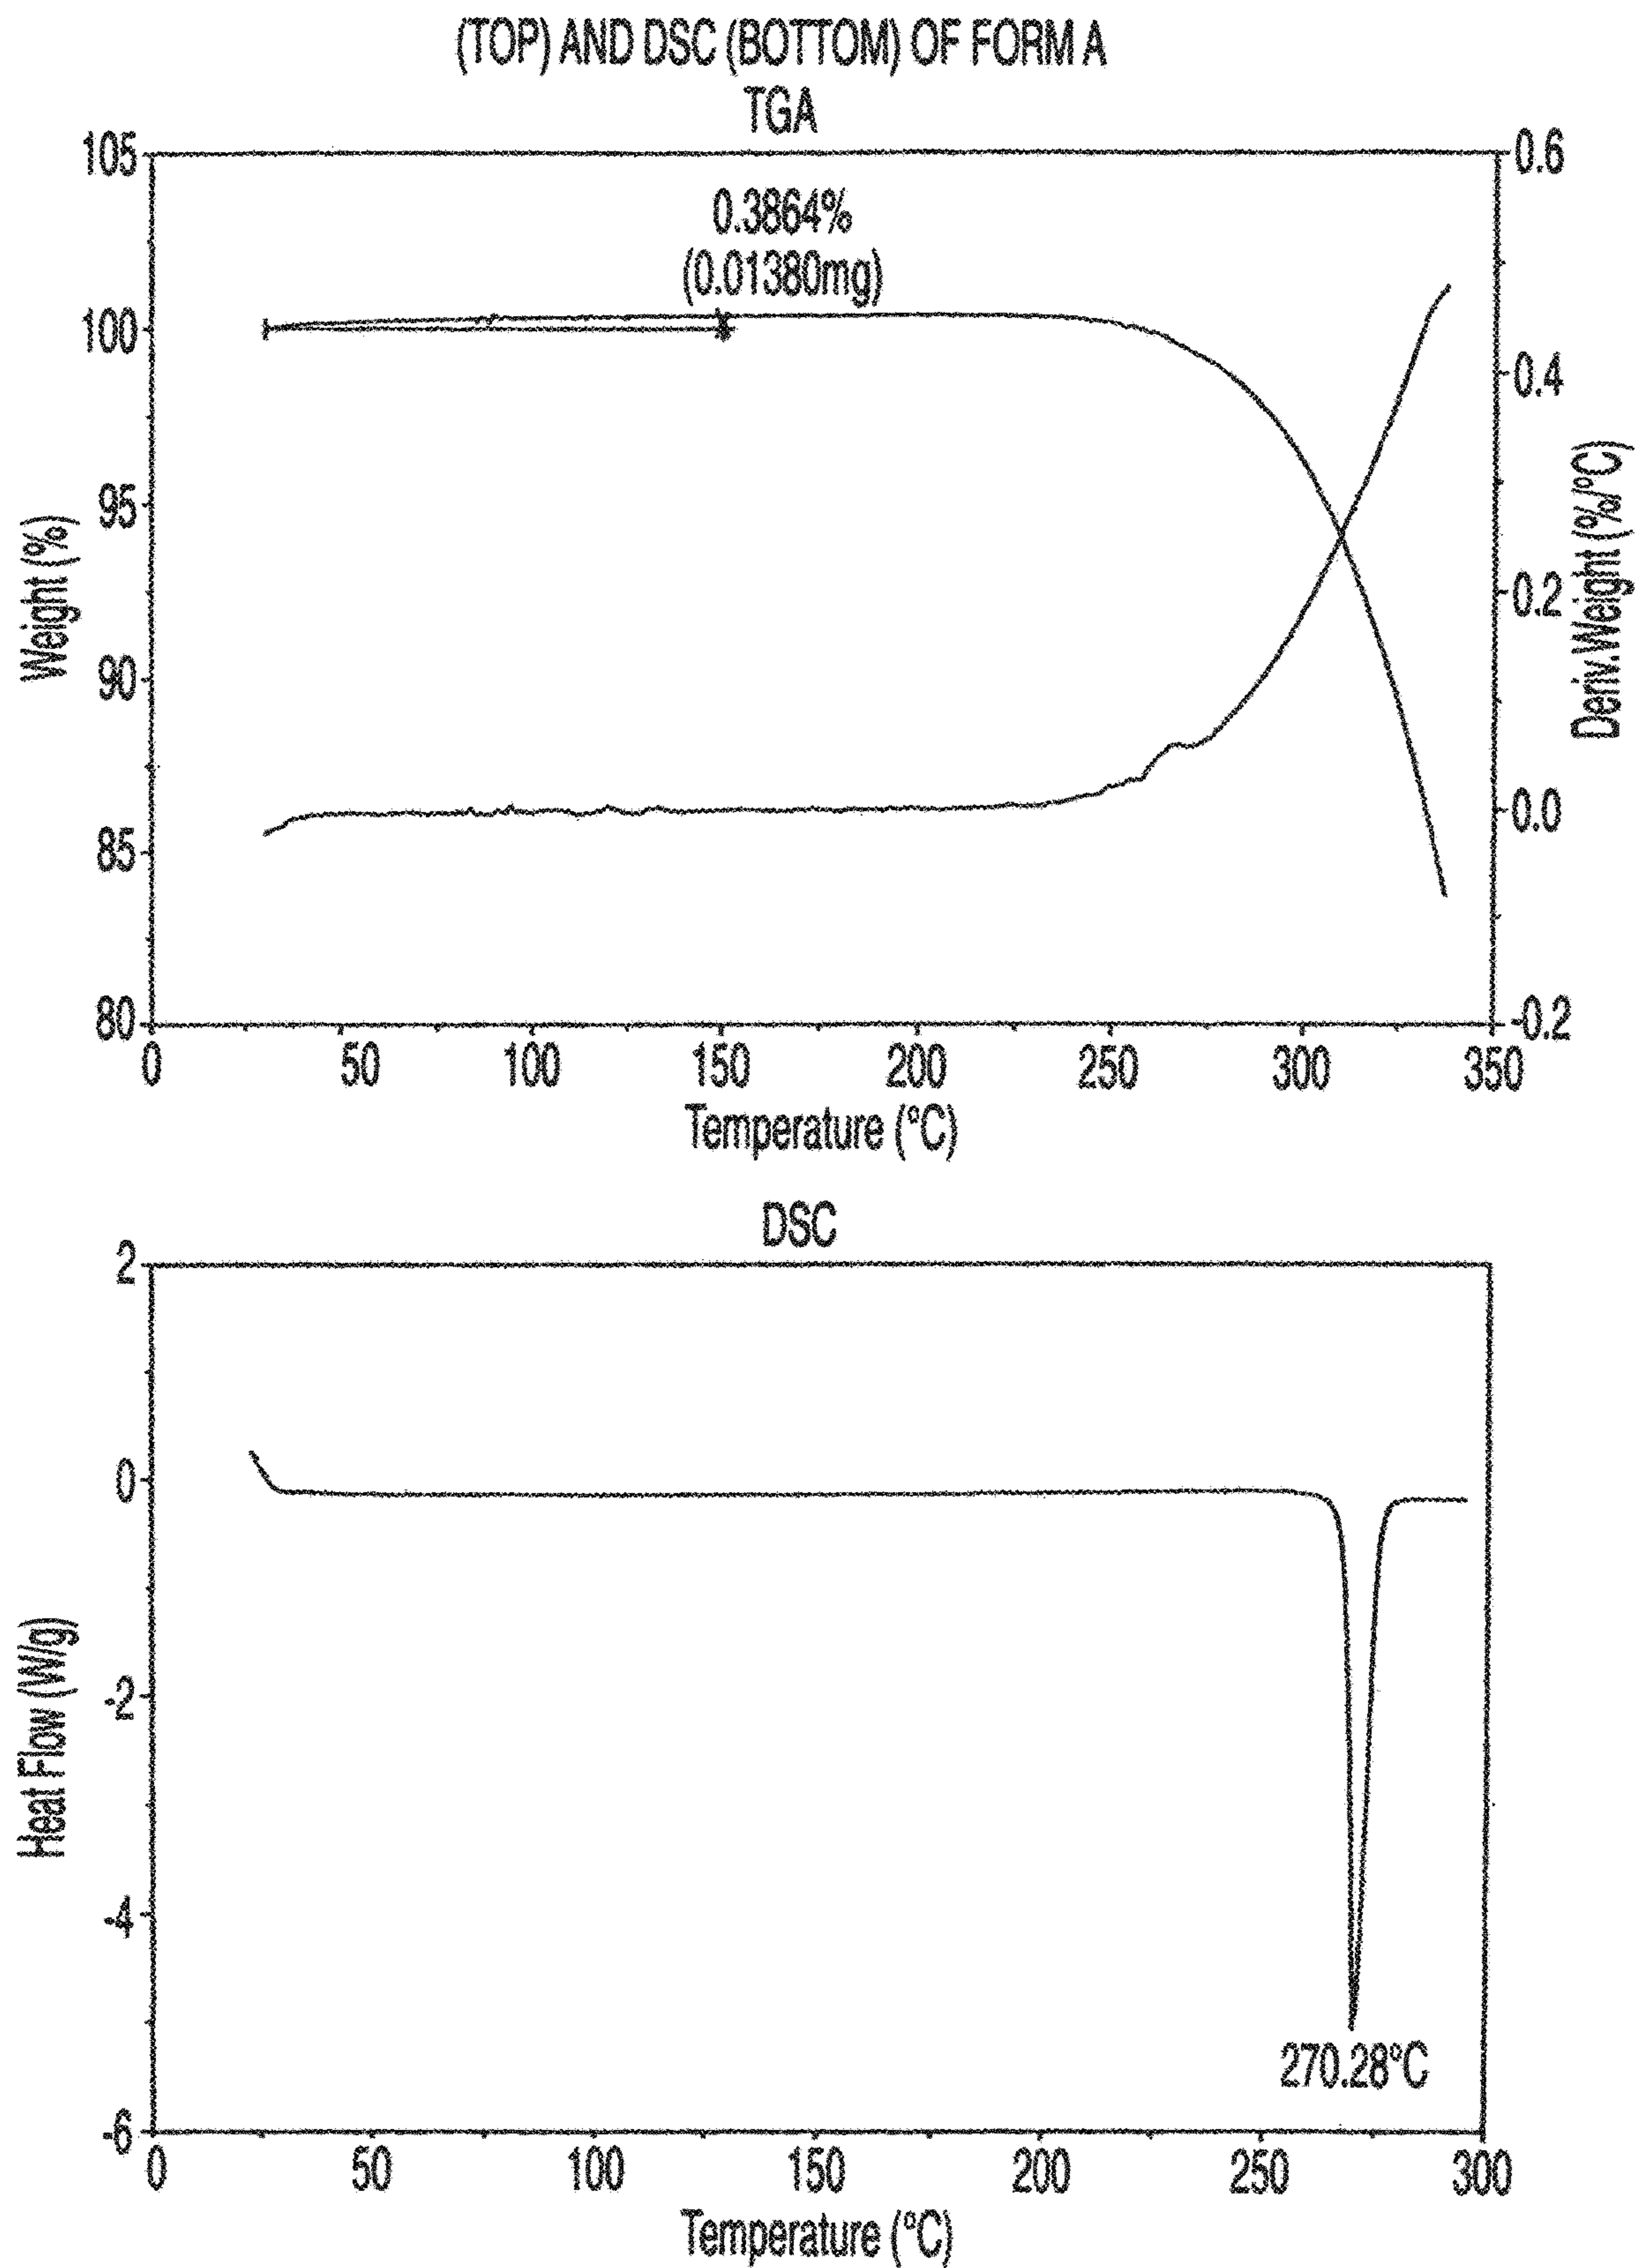 (TOP) AND DSC (BOTTOM) OF FORM A
TGA
105
100
95
90
85
80
Weight (%)
0.3864%
(0.01380mg)
0.6
0.4
0.2
0.0
-0.2
Deriv.Weight (%/°C)
0 50 100 150 200 250 300 350
Temperature (°C)
DSC
2
0
-2
-4
-6
Heat Flow (W/g)
270.28°C
0 50 100 150 200 250 300
Temperature (°C)